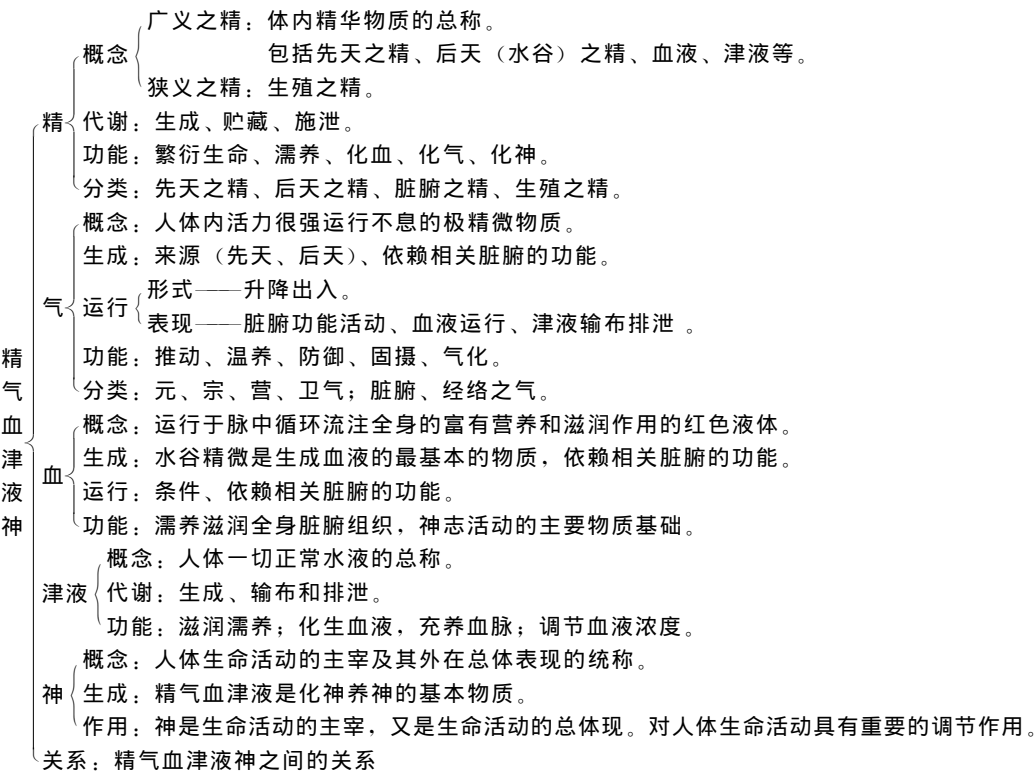 广义之精：体内精华物质的总称。
概念
包括先天之精、后天（水谷）之精、血液、津液等。
狭义之精：生殖之精。
精
代谢：生成、贮藏、施泄。
功能：繁衍生命、濡养、化血、化气、化神。
分类：先天之精、后天之精、脏腑之精、生殖之精。
概念：人体内活力很强运行不息的极精微物质。
生成：来源（先天、后天）、依赖相关脏腑的功能。
气
运行
形式——升降出入。
表现——脏腑功能活动、血液运行、津液输布排泄 。
功能：推动、温养、防御、固摄、气化。
分类：元、宗、营、卫气；脏腑、经络之气。
精气血津液神
概念：运行于脉中循环流注全身的富有营养和滋润作用的红色液体。
生成：水谷精微是生成血液的最基本的物质，依赖相关脏腑的功能。
血
运行：条件、依赖相关脏腑的功能。
功能：濡养滋润全身脏腑组织，神志活动的主要物质基础。
概念：人体一切正常水液的总称。
津液
代谢：生成、输布和排泄。
功能：滋润濡养；化生血液，充养血脉；调节血液浓度。
概念：人体生命活动的主宰及其外在总体表现的统称。
神
生成：精气血津液是化神养神的基本物质。
作用：神是生命活动的主宰，又是生命活动的总体现。对人体生命活动具有重要的调节作用。
关系：精气血津液神之间的关系